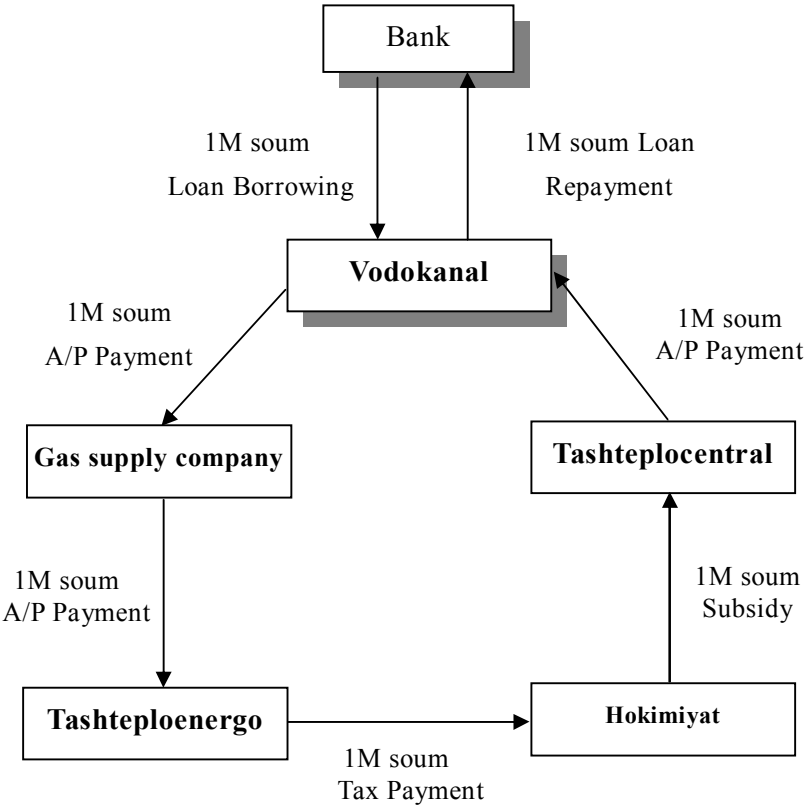 Bank
1M soum
Loan Borrowing
1M soum Loan
Repayment
Vodokanal
1M soum
A/P Payment
1M soum
A/P Payment
Gas supply company
Tashteplocentral
1M soum
A/P Payment
1M soum
Subsidy
Tashteploenergo
Hokimiyat
1M soum
Tax Payment